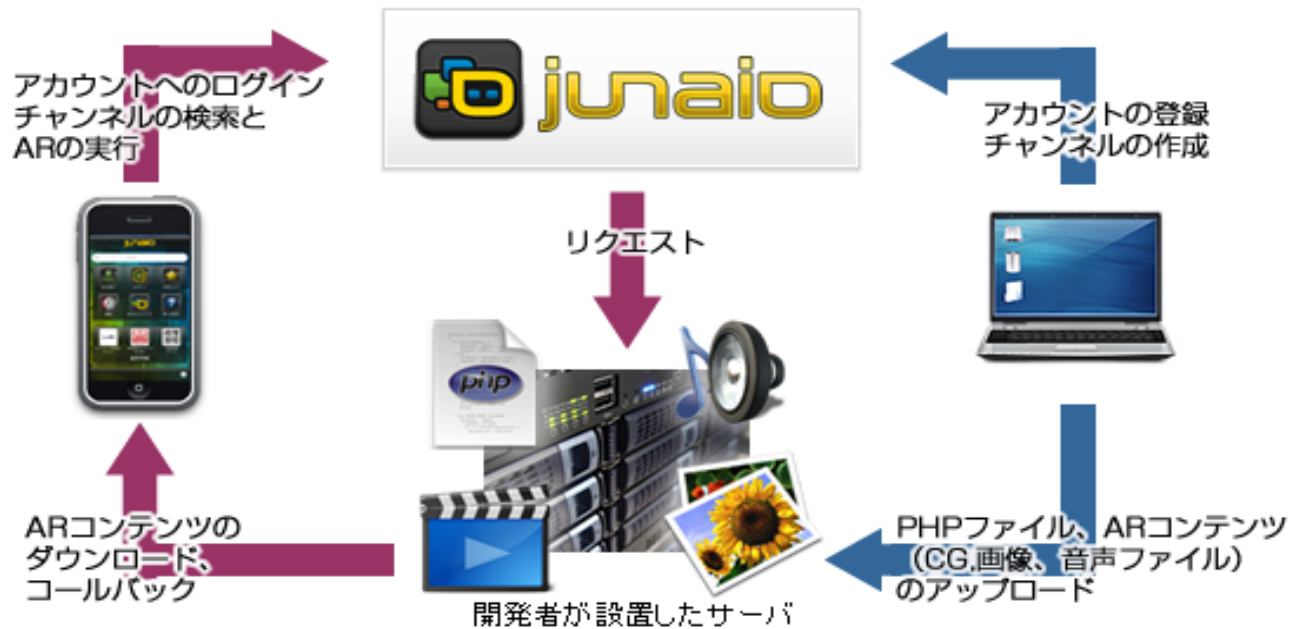 junaio
アカウントへのログイン
チャンネルの検索と
ARの実行
アカウントの登録
チャンネルの作成
リクエスト
junaio
php
ARコンテンツの
ダウンロード、
コールバック
PHPファイル、ARコンテンツ
（CG,画像、音声ファイル）
のアップロード
開発者が設置したサーバ